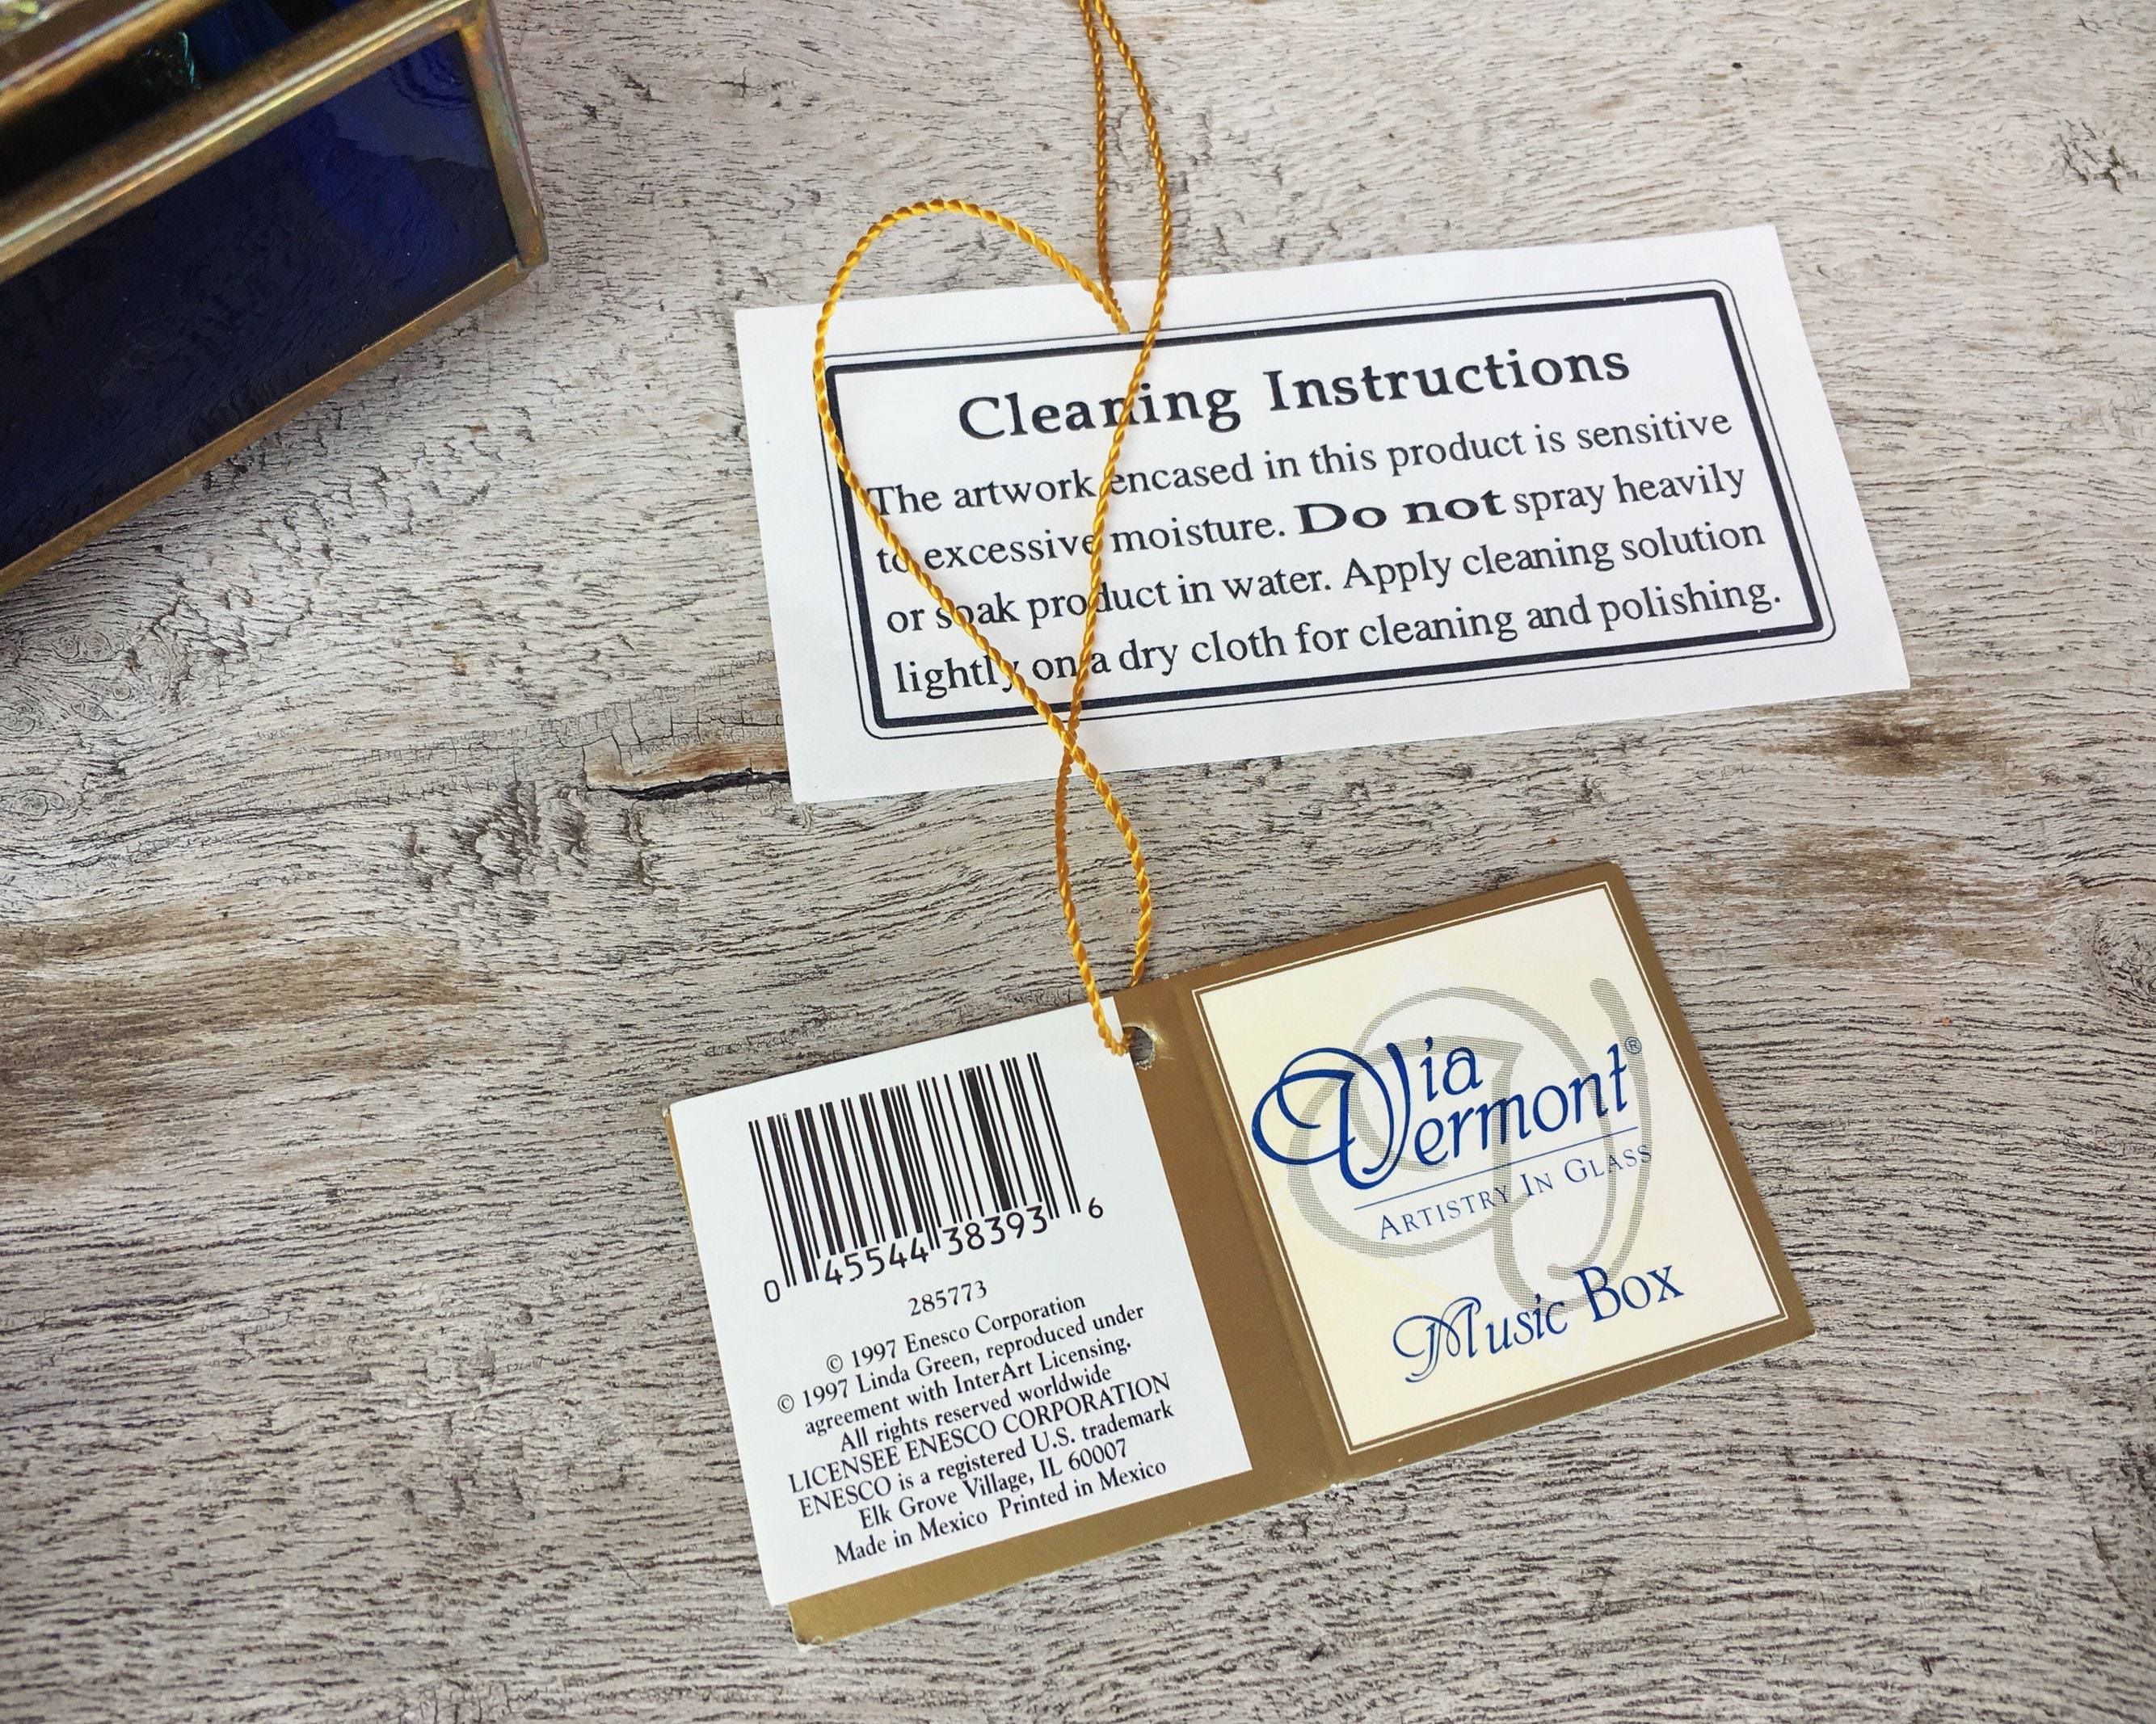 Cleaning Instructions
The artwork encased in this product is sensitive
to excessive moisture. Do not spray heavily
or soak product in water. Apply cleaning solution
lightly on a dry cloth for cleaning and polishing.
Via
Vermont®
ARTISTRY IN GLASS
Music Box
0 45544 38393 6
285773
© 1997 Enesco Corporation
© 1997 Linda Green, reproduced under
agreement with InterArt Licensing.
All rights reserved worldwide
LICENSEE ENESCO CORPORATION
ENESCO is a registered U.S. trademark
Elk Grove Village, IL 60007
Made in Mexico Printed in Mexico